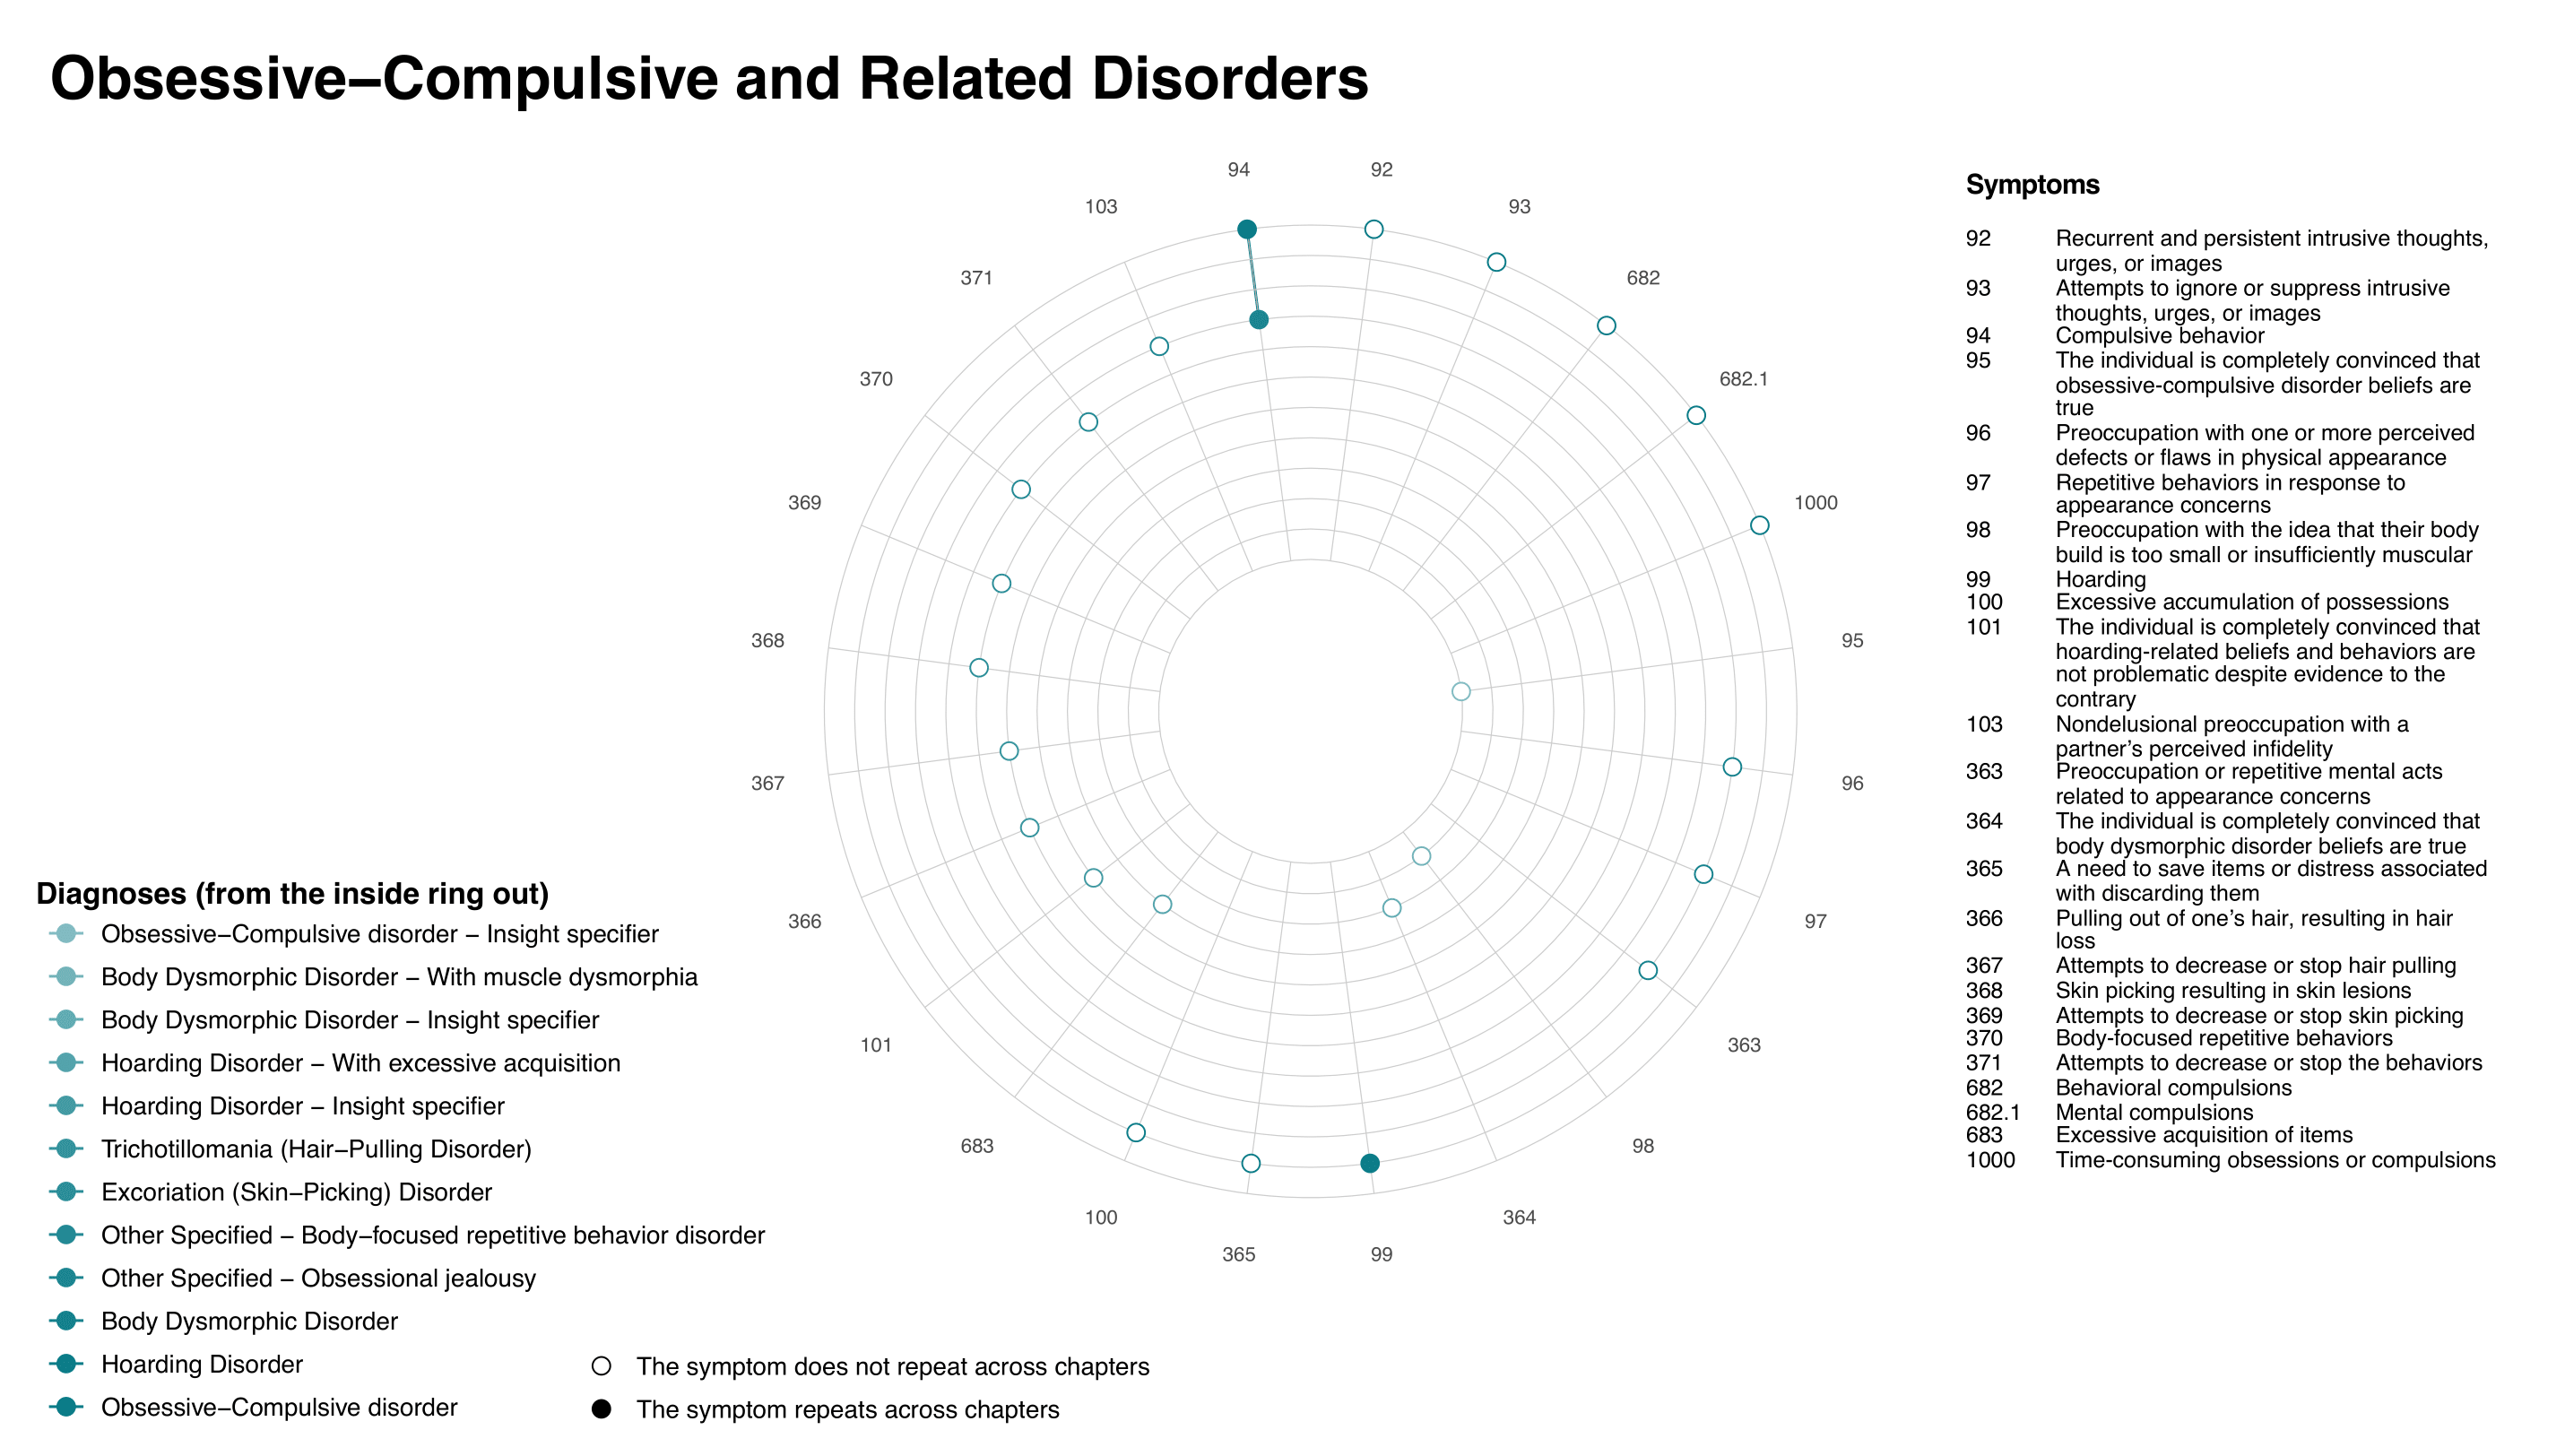 Obsessive–Compulsive and Related Disorders
94
92
103
93
371
682
370
682.1
369
1000
368
95
367
96
366
97
101
363
683
98
100
364
365
99
Symptoms
92 Recurrent and persistent intrusive thoughts,
urges, or images
93 Attempts to ignore or suppress intrusive
thoughts, urges, or images
94 Compulsive behavior
95 The individual is completely convinced that
obsessive-compulsive disorder beliefs are
true
96 Preoccupation with one or more perceived
defects or flaws in physical appearance
97 Repetitive behaviors in response to
appearance concerns
98 Preoccupation with the idea that their body
build is too small or insufficiently muscular
99 Hoarding
100 Excessive accumulation of possessions
101 The individual is completely convinced that
hoarding-related beliefs and behaviors are
not problematic despite evidence to the
contrary
103 Nondelusional preoccupation with a
partner’s perceived infidelity
363 Preoccupation or repetitive mental acts
related to appearance concerns
364 The individual is completely convinced that
body dysmorphic disorder beliefs are true
365 A need to save items or distress associated
with discarding them
366 Pulling out of one’s hair, resulting in hair
loss
367 Attempts to decrease or stop hair pulling
368 Skin picking resulting in skin lesions
369 Attempts to decrease or stop skin picking
370 Body-focused repetitive behaviors
371 Attempts to decrease or stop the behaviors
682 Behavioral compulsions
682.1 Mental compulsions
683 Excessive acquisition of items
1000 Time-consuming obsessions or compulsions
Diagnoses (from the inside ring out)
Obsessive–Compulsive disorder – Insight specifier
Body Dysmorphic Disorder – With muscle dysmorphia
Body Dysmorphic Disorder – Insight specifier
Hoarding Disorder – With excessive acquisition
Hoarding Disorder – Insight specifier
Trichotillomania (Hair–Pulling Disorder)
Excoriation (Skin–Picking) Disorder
Other Specified – Body–focused repetitive behavior disorder
Other Specified – Obsessional jealousy
Body Dysmorphic Disorder
Hoarding Disorder
Obsessive–Compulsive disorder
The symptom does not repeat across chapters
The symptom repeats across chapters